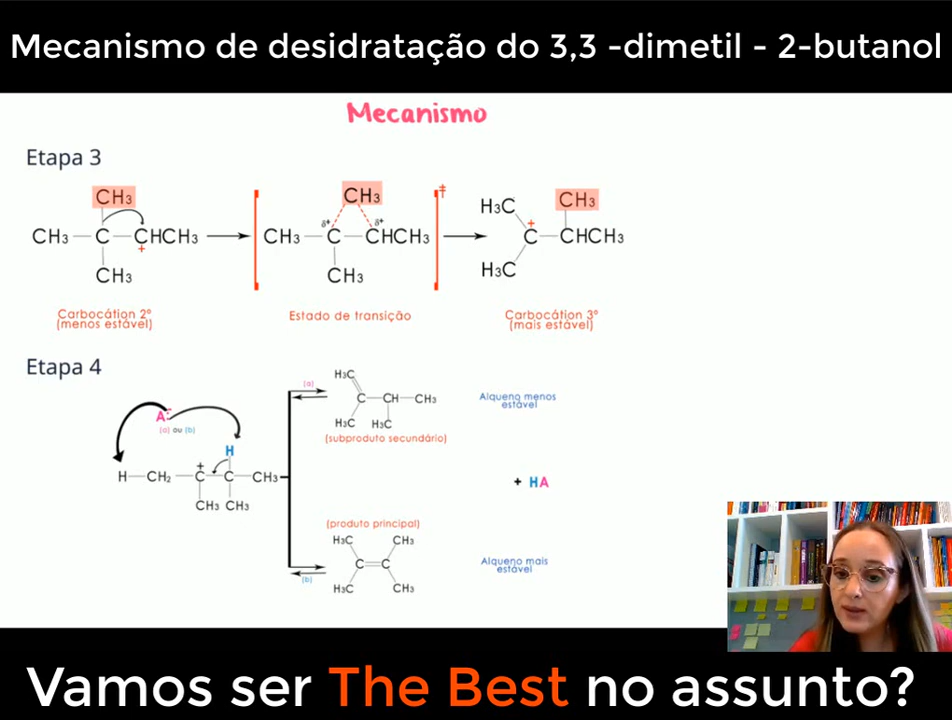 Mecanismo de desidratação do 3,3 -dimetil - 2-butanol
Mecanismo
Etapa 3
CH₃ CH₃ H₃C CH₃
CH₃ — C — CHCH₃ CH₃ — C — CHCH₃ C — CHCH₃
+ δ+ δ+ ‡ +
CH₃ CH₃ H₃C
Carbocátion 2º Estado de transição Carbocátion 3º
(menos estável) (mais estável)
Etapa 4
(a)
H₃C
C — CH — CH₃ Alqueno menos
estável
H₃C H₃C
(subproduto secundário)
A:
(a) ou (b)
H
+
H — CH₂ — C — C — CH₃
CH₃ CH₃
+ HA
(produto principal)
H₃C CH₃
C = C Alqueno mais
estável
(b)
H₃C CH₃
Vamos ser The Best no assunto?